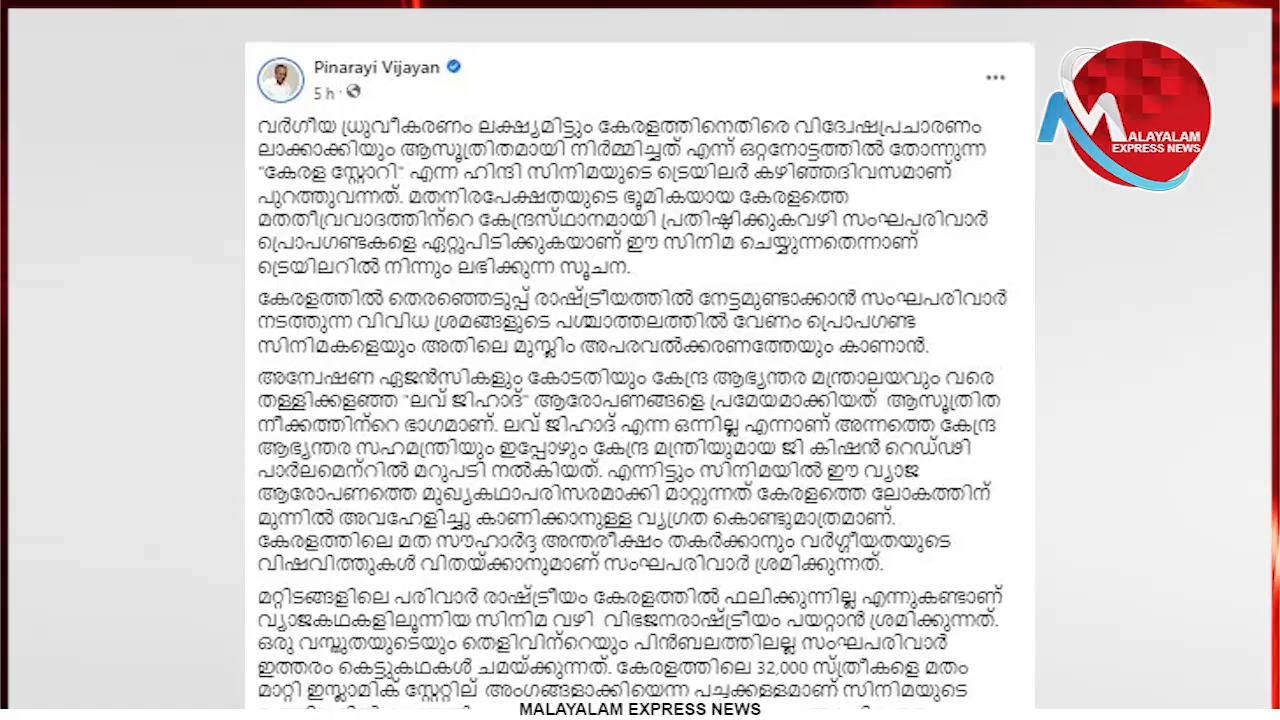 Pinarayi Vijayan
5 h
വർഗീയ ധ്രുവീകരണം ലക്ഷ്യമിട്ടും കേരളത്തിനെതിരെ വിദ്വേഷപ്രചാരണം
ലാക്കാക്കിയും ആസൂത്രിതമായി നിർമ്മിച്ചത് എന്ന് ഒറ്റനോട്ടത്തിൽ തോന്നുന്ന
"കേരള സ്റ്റോറി" എന്ന ഹിന്ദി സിനിമയുടെ ട്രെയിലർ കഴിഞ്ഞദിവസമാണ്
പുറത്തുവന്നത്. മതനിരപേക്ഷതയുടെ ഭൂമികയായ കേരളത്തെ
മതതീവ്രവാദത്തിന്റെ കേന്ദ്രസ്ഥാനമായി പ്രതിഷ്ഠിക്കുകവഴി സംഘപരിവാർ
പ്രൊപഗണ്ടകളെ ഏറ്റുപിടിക്കുകയാണ് ഈ സിനിമ ചെയ്യുന്നതെന്നാണ്
ട്രെയിലറിൽ നിന്നും ലഭിക്കുന്ന സൂചന.
കേരളത്തിൽ തെരഞ്ഞെടുപ്പ് രാഷ്ട്രീയത്തിൽ നേട്ടമുണ്ടാക്കാൻ സംഘപരിവാർ
നടത്തുന്ന വിവിധ ശ്രമങ്ങളുടെ പശ്ചാത്തലത്തിൽ വേണം പ്രൊപഗണ്ട
സിനിമകളെയും അതിലെ മുസ്ലിം അപരവൽക്കരണത്തേയും കാണാൻ.
അന്വേഷണ ഏജൻസികളും കോടതിയും കേന്ദ്ര ആഭ്യന്തര മന്ത്രാലയവും വരെ
തള്ളിക്കളഞ്ഞ "ലവ് ജിഹാദ്" ആരോപണങ്ങളെ പ്രമേയമാക്കിയത് ആസൂത്രിത
നീക്കത്തിന്റെ ഭാഗമാണ്. ലവ് ജിഹാദ് എന്ന ഒന്നില്ല എന്നാണ് അന്നത്തെ കേന്ദ്ര
ആഭ്യന്തര സഹമന്ത്രിയും ഇപ്പോഴും കേന്ദ്ര മന്ത്രിയുമായ ജി കിഷൻ റെഡ്ഢി
പാർലമെന്റിൽ മറുപടി നൽകിയത്. എന്നിട്ടും സിനിമയിൽ ഈ വ്യാജ
ആരോപണത്തെ മുഖ്യകഥാപരിസരമാക്കി മാറ്റുന്നത് കേരളത്തെ ലോകത്തിന്
മുന്നിൽ അവഹേളിച്ചു കാണിക്കാനുള്ള വ്യഗ്രത കൊണ്ടുമാത്രമാണ്.
കേരളത്തിലെ മത സൗഹാർദ്ദ അന്തരീക്ഷം തകർക്കാനും വർഗ്ഗീയതയുടെ
വിഷവിത്തുകൾ വിതയ്ക്കാനുമാണ് സംഘപരിവാർ ശ്രമിക്കുന്നത്.
മറ്റിടങ്ങളിലെ പരിവാർ രാഷ്ട്രീയം കേരളത്തിൽ ഫലിക്കുന്നില്ല എന്നുകണ്ടാണ്
വ്യാജകഥകളിലൂന്നിയ സിനിമ വഴി വിഭജനരാഷ്ട്രീയം പയറ്റാൻ ശ്രമിക്കുന്നത്.
ഒരു വസ്തുതയുടെയും തെളിവിന്റെയും പിൻബലത്തിലല്ല സംഘപരിവാർ
ഇത്തരം കെട്ടുകഥകൾ ചമയ്ക്കുന്നത്. കേരളത്തിലെ 32,000 സ്ത്രീകളെ മതം
മാറ്റി ഇസ്ലാമിക് സ്റ്റേറ്റില് അംഗങ്ങളാക്കിയെന്ന പച്ചക്കള്ളമാണ് സിനിമയുടെ
MALAYALAM
EXPRESS NEWS
MALAYALAM EXPRESS NEWS